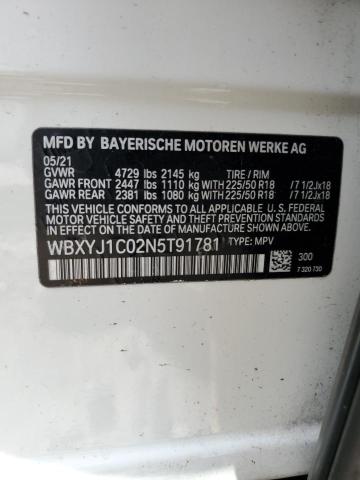 MFD BY BAYERISCHE MOTOREN WERKE AG
05/21
GVWR 4729 lbs 2145 kg TIRE / RIM
GAWR FRONT 2447 lbs 1110 kg WITH 225/50 R18 /7 1/2Jx18
GAWR REAR 2381 lbs 1080 kg WITH 225/50 R18 /7 1/2Jx18
THIS VEHICLE CONFORMS TO ALL APPLICABLE U. S. FEDERAL
MOTOR VEHICLE SAFETY AND THEFT PREVENTION
STANDARDS IN EFFECT ON THE DATE OF MANUFACTURE
SHOWN ABOVE.
WBXYJ1C02N5T91781 TYPE: MPV
300
7 320 730